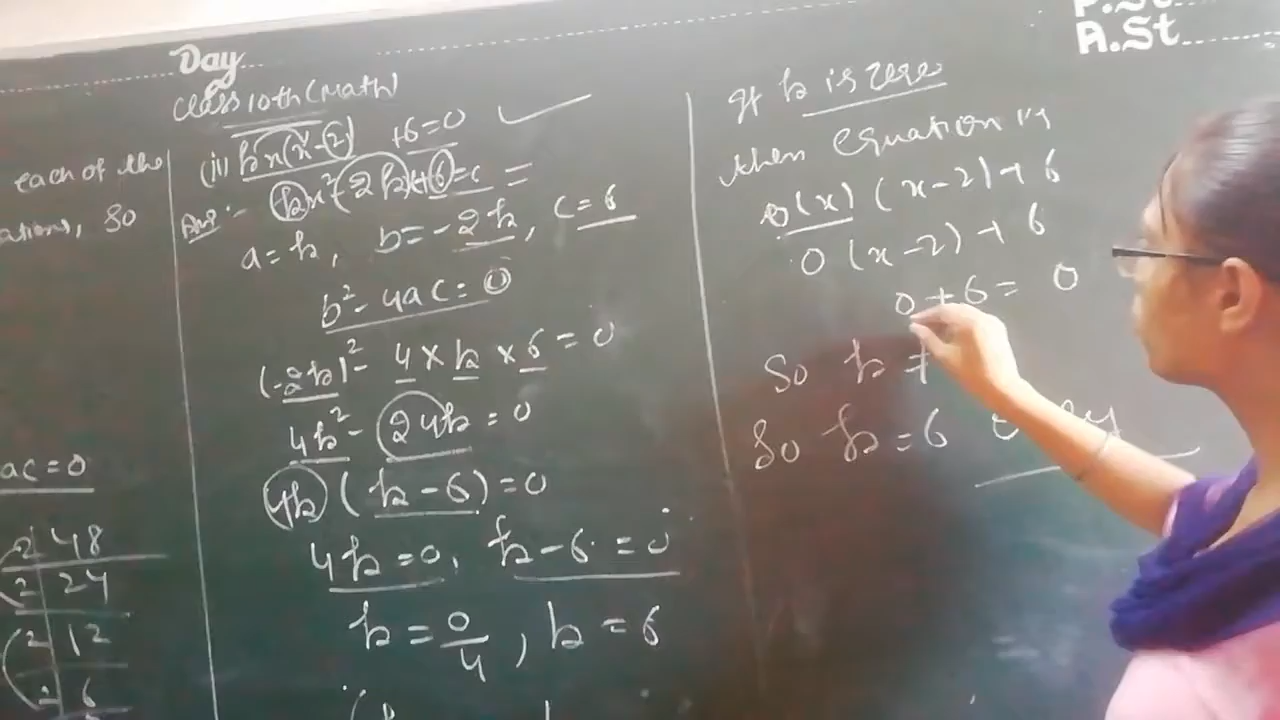 Day
A.St
Class 10th (Math)
each of the
ations, So
ac = 0
2 48
2 24
2 12
2 6
(ii) kx(x-2) +6=0
kx²-2k+6=c =
Ans:-
a = k, b = -2k, c = 6
b² - 4ac = 0
(-2k)² - 4 × k × 6 = 0
4k² - 24k = 0
4k (k - 6) = 0
4k = 0, k - 6 = 0
k = 0/4, k = 6
If k is zero
then equation is
0(x) (x-2)+6
0 (x-2)+6
0+6 = 0
So k ≠
So k = 6